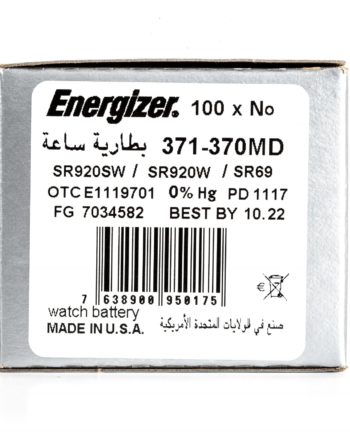 Energizer. 100 x No
بطارية ساعة 371-370MD
SR920SW / SR920W / SR69
OTC E1119701 0% Hg PD 1117
FG 7034582 BEST BY 10.22
7 638900 950175
watch battery
MADE IN U.S.A. صنع في الولايات المتحدة الأمريكية